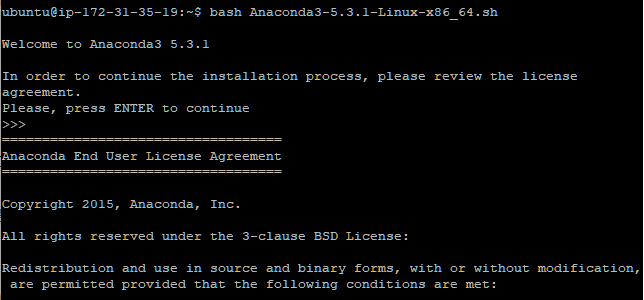 ubuntu@ip-172-31-35-19:~$ bash Anaconda3-5.3.1-Linux-x86_64.sh
Welcome to Anaconda3 5.3.1
In order to continue the installation process, please review the license
agreement.
Please, press ENTER to continue
>>>
===================================
Anaconda End User License Agreement
===================================
Copyright 2015, Anaconda, Inc.
All rights reserved under the 3-clause BSD License:
Redistribution and use in source and binary forms, with or without modification,
are permitted provided that the following conditions are met: